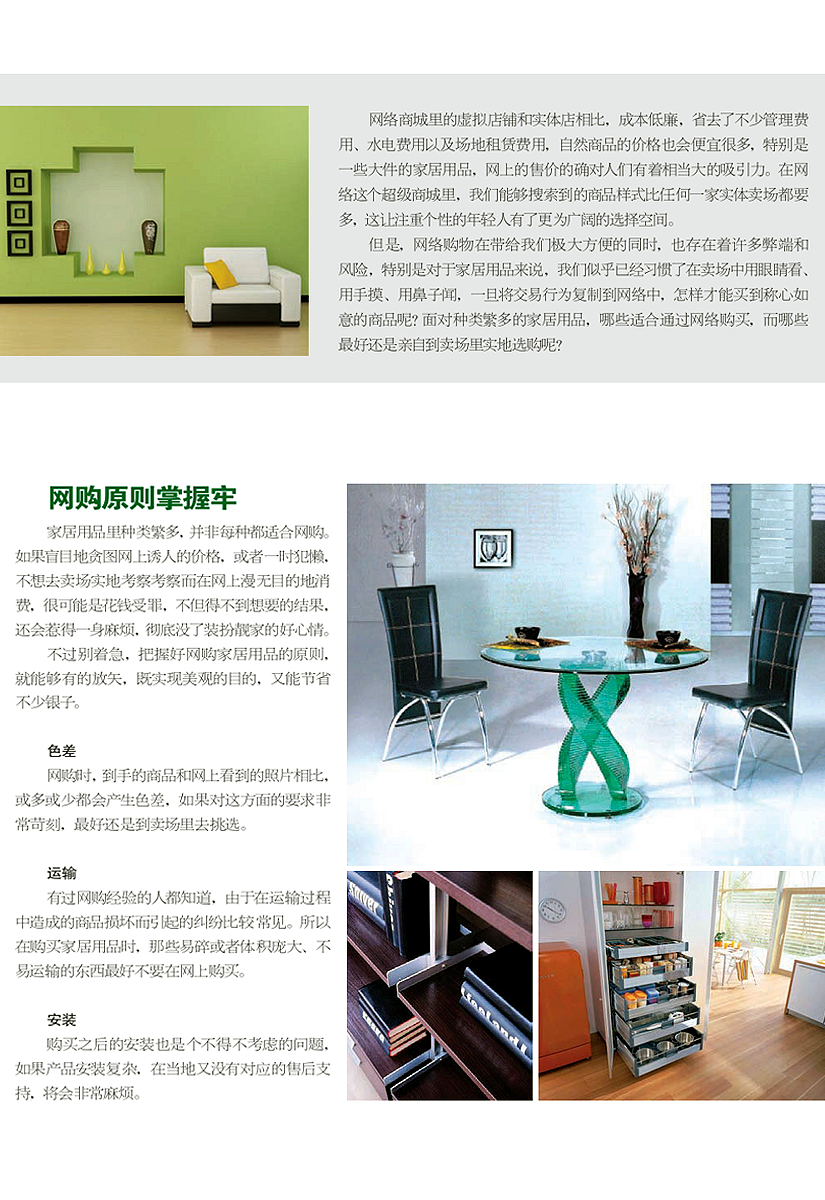 网络商城里的虚拟店铺和实体店相比，成本低廉，省去了不少管理费
用、水电费用以及场地租赁费用，自然商品的价格也会便宜很多，特别是
一些大件的家居用品，网上的售价的确对人们有着相当大的吸引力。在网
络这个超级商城里，我们能够搜索到的商品样式比任何一家实体卖场都要
多，这让注重个性的年轻人有了更为广阔的选择空间。
但是，网络购物在带给我们极大方便的同时，也存在着许多弊端和
风险，特别是对于家居用品来说，我们似乎已经习惯了在卖场中用眼睛看、
用手摸、用鼻子闻，一旦将交易行为复制到网络中，怎样才能买到称心如
意的商品呢？面对种类繁多的家居用品，哪些适合通过网络购买，而哪些
最好还是亲自到卖场里实地选购呢？
网购原则掌握牢
家居用品里种类繁多，并非每种都适合网购。
如果盲目地贪图网上诱人的价格，或者一时犯懒，
不想去卖场实地考察考察而在网上漫无目的地消
费，很可能是花钱受罪，不但得不到想要的结果，
还会惹得一身麻烦，彻底没了装扮靓家的好心情。
不过别着急，把握好网购家居用品的原则，
就能够有的放矢，既实现美观的目的，又能节省
不少银子。
色差
网购时，到手的商品和网上看到的照片相比，
或多或少都会产生色差，如果对这方面的要求非
常苛刻，最好还是到卖场里去挑选。
运输
有过网购经验的人都知道，由于在运输过程
中造成的商品损坏而引起的纠纷比较常见。所以
在购买家居用品时，那些易碎或者体积庞大、不
易运输的东西最好不要在网上购买。
安装
购买之后的安装也是个不得不考虑的问题，
如果产品安装复杂，在当地又没有对应的售后支
持，将会非常麻烦。